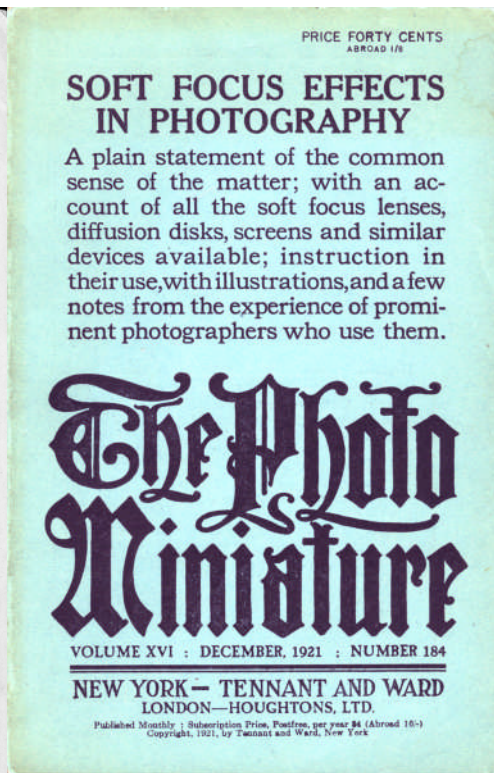 PRICE FORTY CENTS
ABROAD 1/6
SOFT FOCUS EFFECTS
IN PHOTOGRAPHY
A plain statement of the common
sense of the matter; with an ac-
count of all the soft focus lenses,
diffusion disks, screens and similar
devices available; instruction in
their use, with illustrations, and a few
notes from the experience of promi-
nent photographers who use them.
The Photo
Miniature
VOLUME XVI : DECEMBER, 1921 : NUMBER 184
NEW YORK — TENNANT AND WARD
LONDON—HOUGHTONS, LTD.
Published Monthly : Subscription Price, Postfree, per year $4 (Abroad 16/-)
Copyright, 1921, by Tennant and Ward, New York